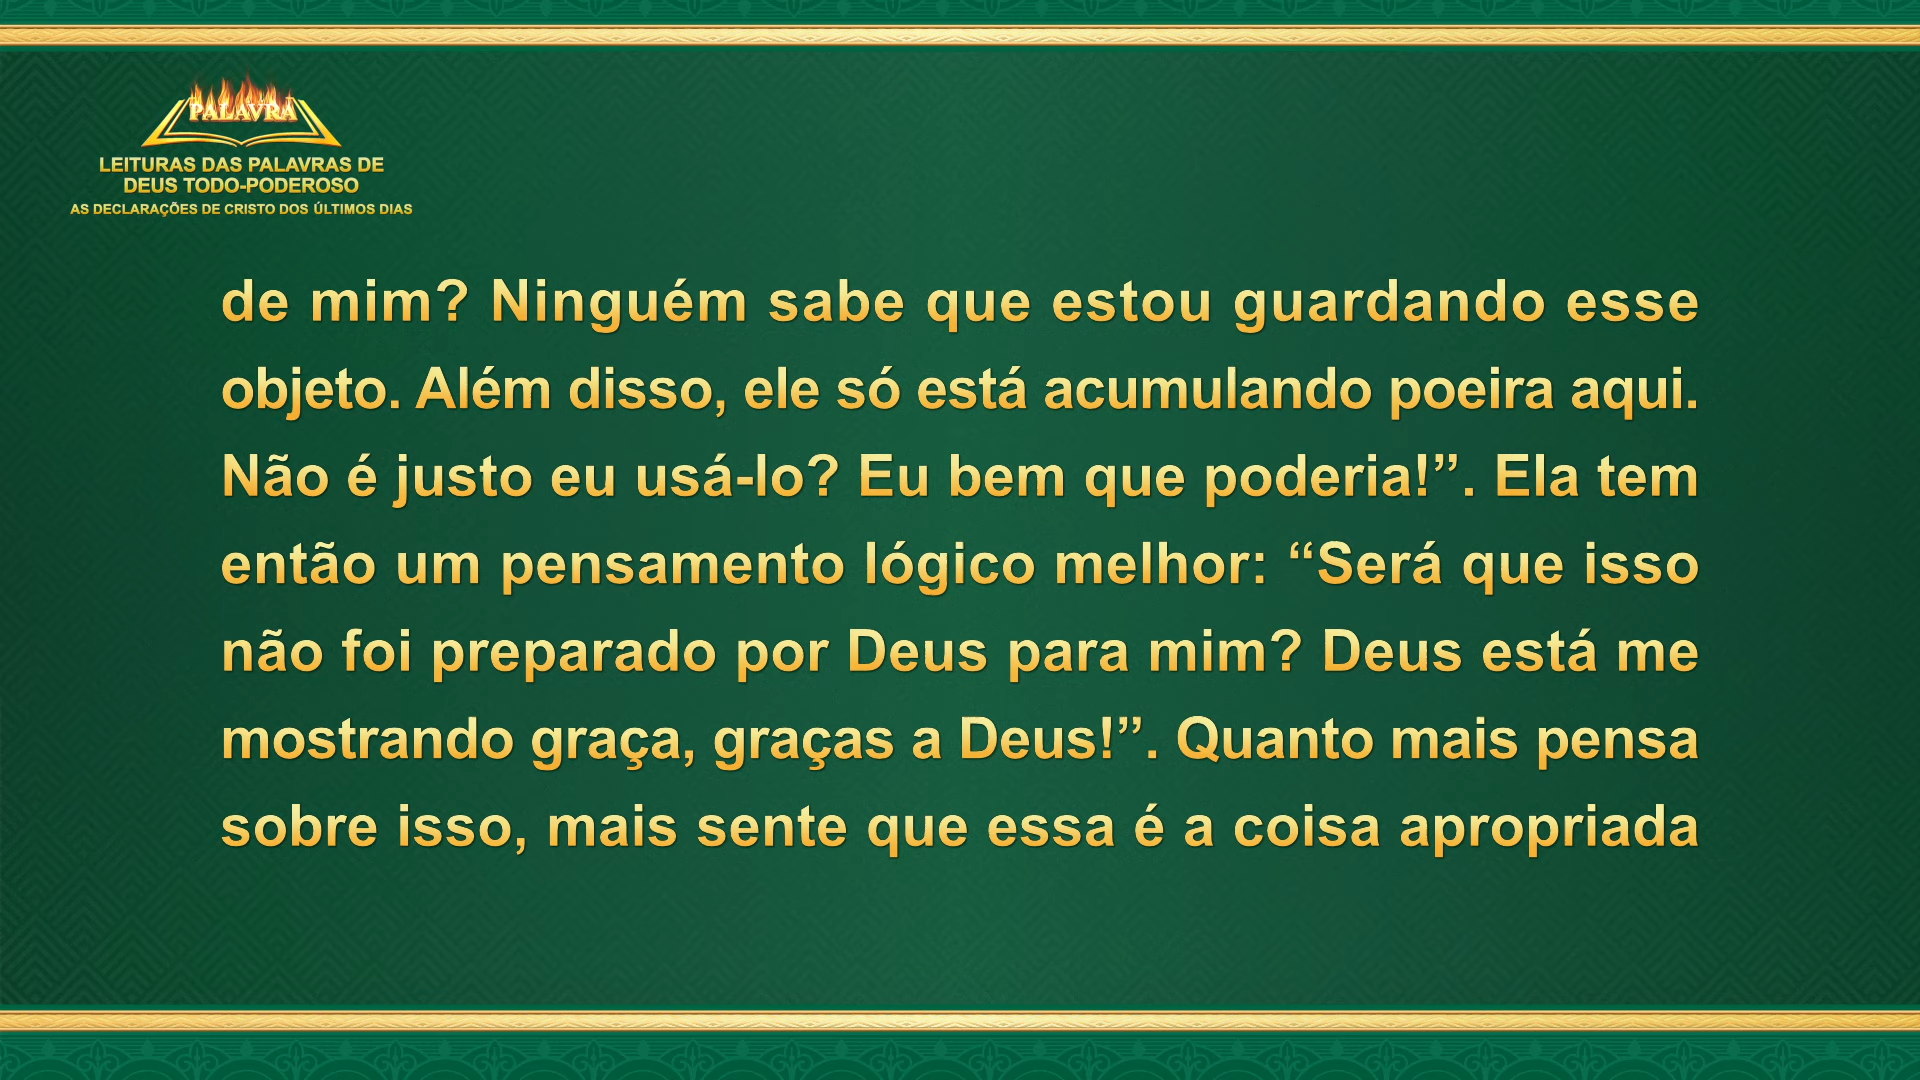 PALAVRA
LEITURAS DAS PALAVRAS DE
DEUS TODO-PODEROSO
AS DECLARAÇÕES DE CRISTO DOS ÚLTIMOS DIAS
de mim? Ninguém sabe que estou guardando esse
objeto. Além disso, ele só está acumulando poeira aqui.
Não é justo eu usá-lo? Eu bem que poderia!”. Ela tem
então um pensamento lógico melhor: “Será que isso
não foi preparado por Deus para mim? Deus está me
mostrando graça, graças a Deus!”. Quanto mais pensa
sobre isso, mais sente que essa é a coisa apropriada